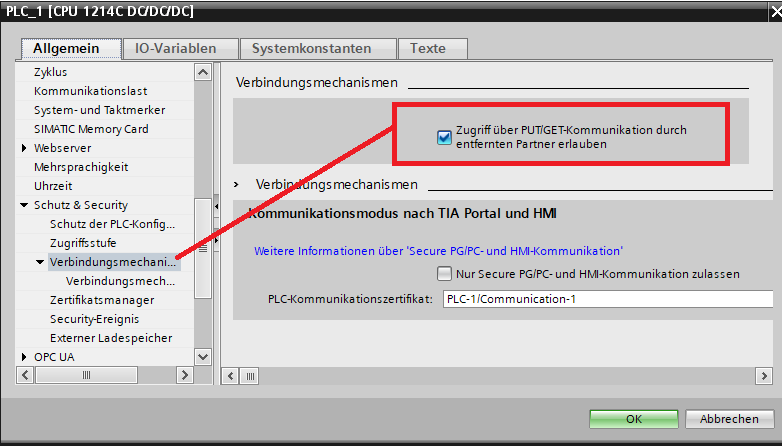 PLC_1 [CPU 1214C DC/DC/DC]
Allgemein
IO-Variablen
Systemkonstanten
Texte
Zyklus
Kommunikationslast
System- und Taktmerker
SIMATIC Memory Card
Webserver
Mehrsprachigkeit
Uhrzeit
Schutz & Security
Schutz der PLC-Konfig...
Zugriffsstufe
Verbindungsmechani...
Verbindungsmech...
Zertifikatsmanager
Security-Ereignis
Externer Ladespeicher
OPC UA
Verbindungsmechanismen
Zugriff über PUT/GET-Kommunikation durch
entfernten Partner erlauben
Verbindungsmechanismen
Kommunikationsmodus nach TIA Portal und HMI
Weitere Informationen über 'Secure PG/PC- und HMI-Kommunikation'
Nur Secure PG/PC- und HMI-Kommunikation zulassen
PLC-Kommunikationszertifikat: PLC-1/Communication-1
OK
Abbrechen